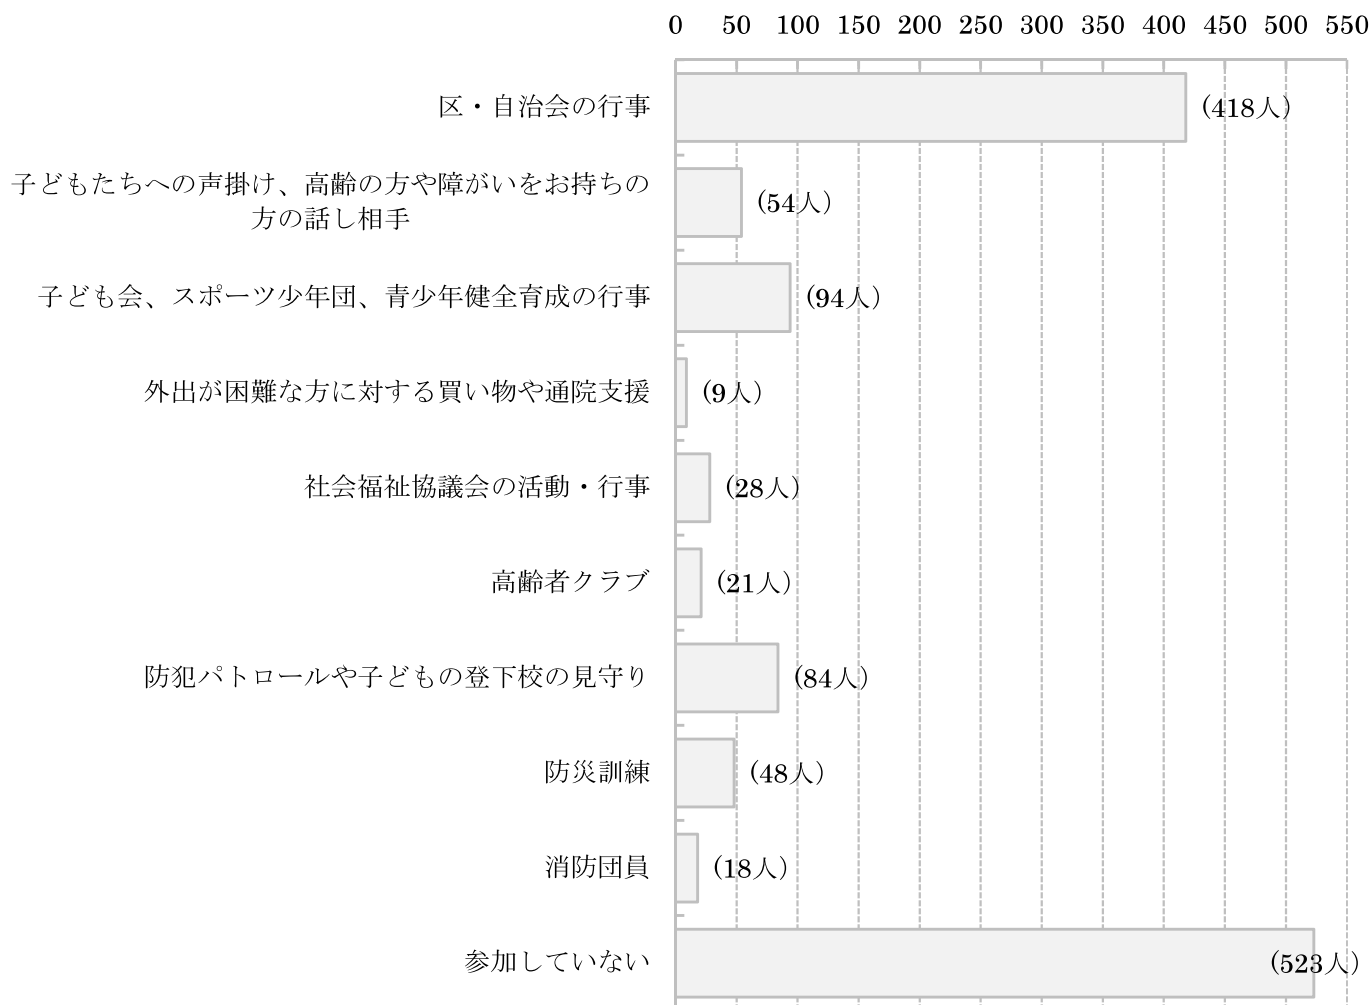 0 50 100 150 200 250 300 350 400 450 500 550
区・自治会の行事 (418人)
子どもたちへの声掛け、高齢の方や障がいをお持ちの
方の話し相手 (54人)
子ども会、スポーツ少年団、青少年健全育成の行事 (94人)
外出が困難な方に対する買い物や通院支援 (9人)
社会福祉協議会の活動・行事 (28人)
高齢者クラブ (21人)
防犯パトロールや子どもの登下校の見守り (84人)
防災訓練 (48人)
消防団員 (18人)
参加していない (523人)